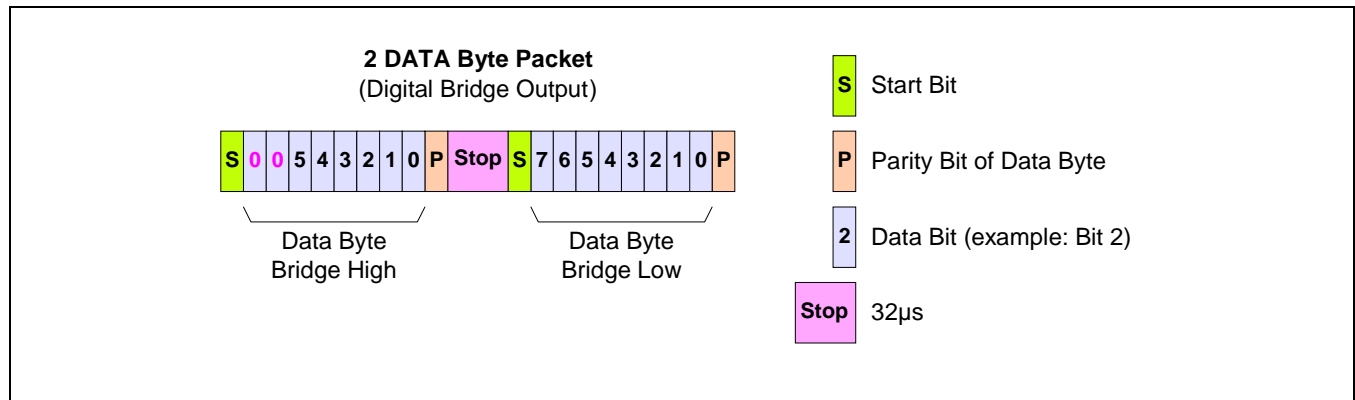 2 DATA Byte Packet
(Digital Bridge Output)
S 0 0 5 4 3 2 1 0 P Stop S 7 6 5 4 3 2 1 0 P
Data Byte
Bridge High
Data Byte
Bridge Low
S Start Bit
P Parity Bit of Data Byte
2 Data Bit (example: Bit 2)
Stop 32µs